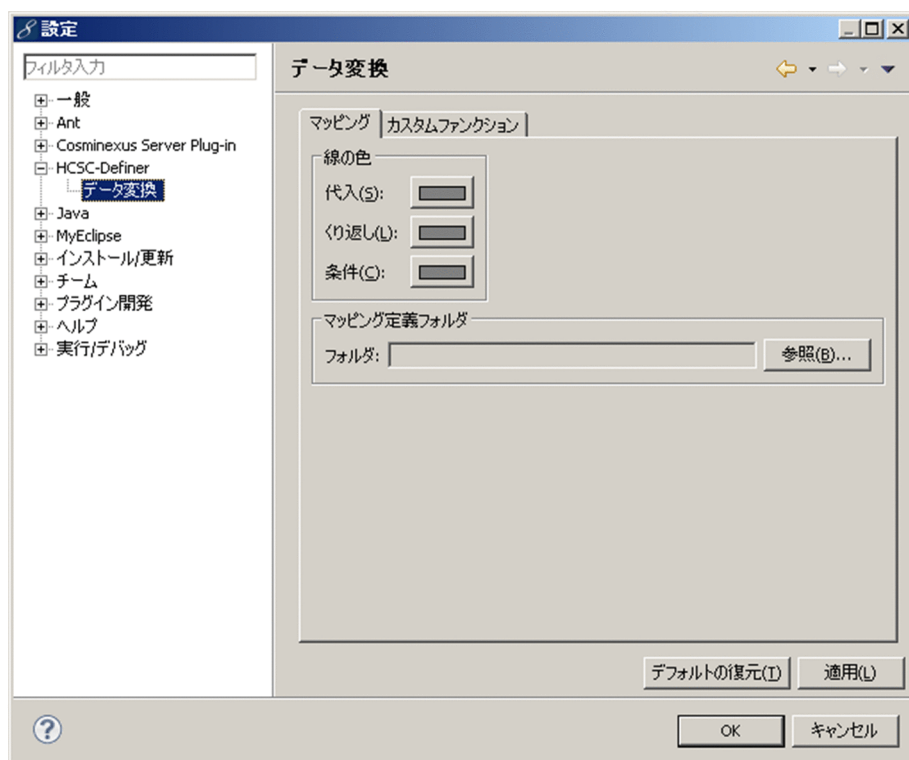 設定
フィルタ入力
一般
Ant
Cosminexus Server Plug-in
HCSC-Definer
データ変換
Java
MyEclipse
インストール/更新
チーム
プラグイン開発
ヘルプ
実行/デバッグ
データ変換
マッピング
カスタムファンクション
線の色
代入(S):
くり返し(L):
条件(C):
マッピング定義フォルダ
フォルダ:
参照(B)...
デフォルトの復元(T)
適用(L)
?
OK
キャンセル